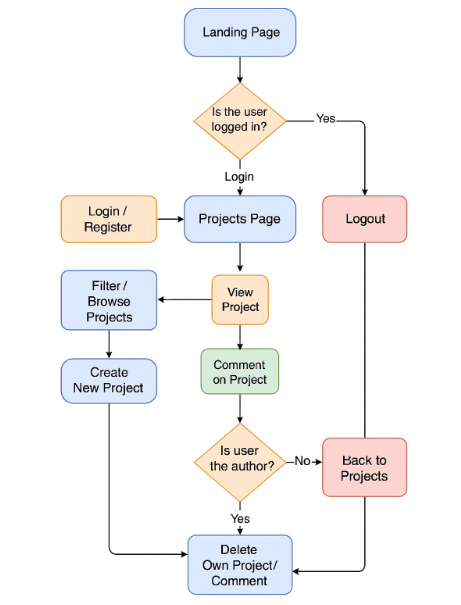 Landing Page
Is the user
logged in?
Yes
Login
Login /
Register
Projects Page
Logout
Filter /
Browse
Projects
View
Project
Create
New Project
Comment
on Project
Is user
the author?
No
Back to
Projects
Yes
Delete
Own Project/
Comment